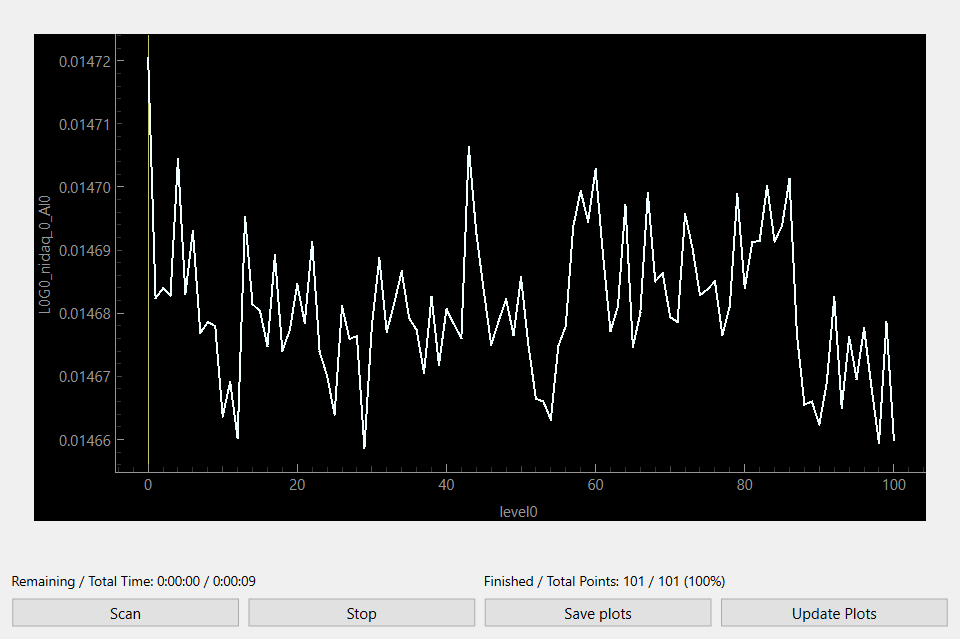 0.01472
0.01471
0.01470
0.01469
0.01468
0.01467
0.01466
L0G0_nidaq_0_AI0
0 20 40 60 80 100
level0
Remaining / Total Time: 0:00:00 / 0:00:09 Finished / Total Points: 101 / 101 (100%)
Scan Stop Save plots Update Plots